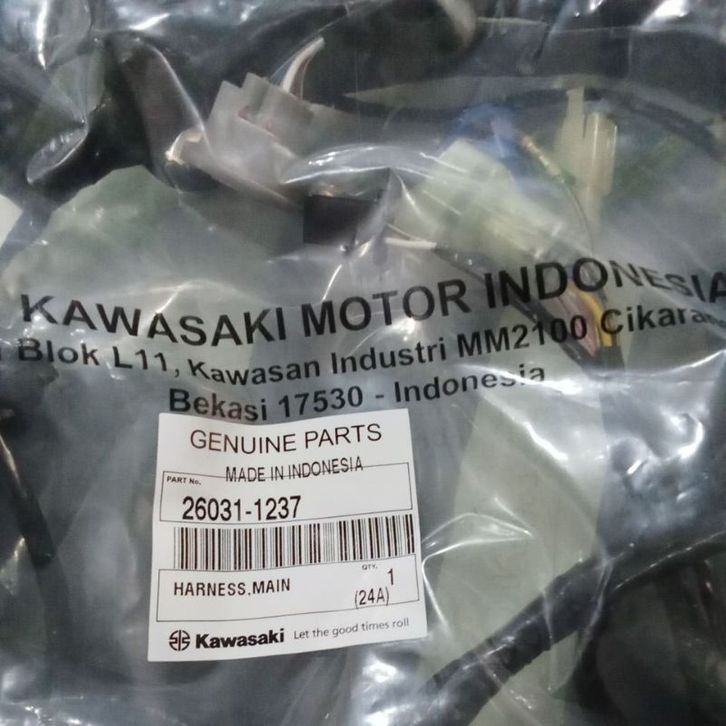 KAWASAKI MOTOR INDONESIA
Blok L11, Kawasan Industri MM2100
Bekasi 17530 - Indonesia
GENUINE PARTS
MADE IN INDONESIA
PART No.
26031-1237
QTY.
HARNESS,MAIN 1
(24A)
Kawasaki Let the good times roll